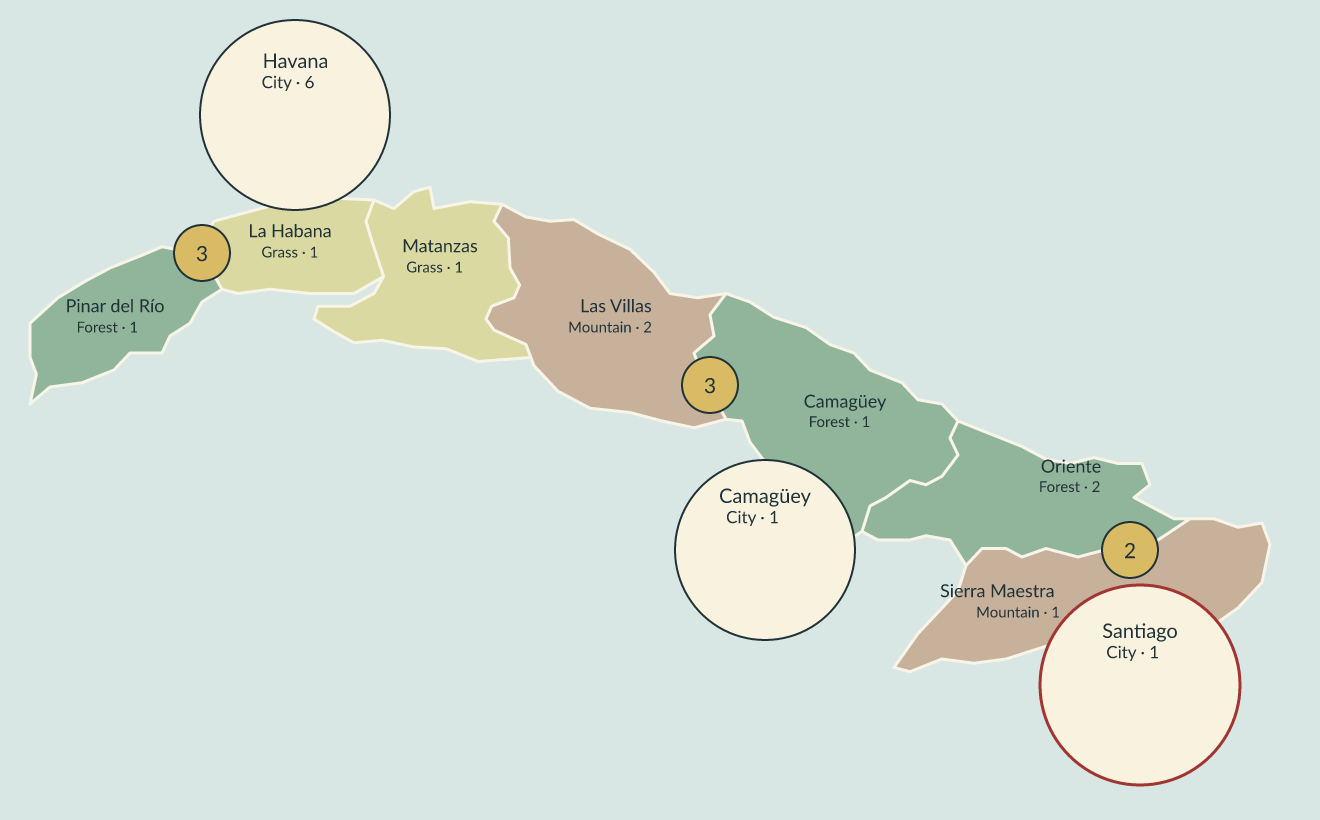 Havana
City · 6
La Habana
Grass · 1
3
Matanzas
Grass · 1
Pinar del Río
Forest · 1
Las Villas
Mountain · 2
3
Camagüey
Forest · 1
Oriente
Forest · 2
Camagüey
City · 1
2
Sierra Maestra
Mountain · 1
Santiago
City · 1